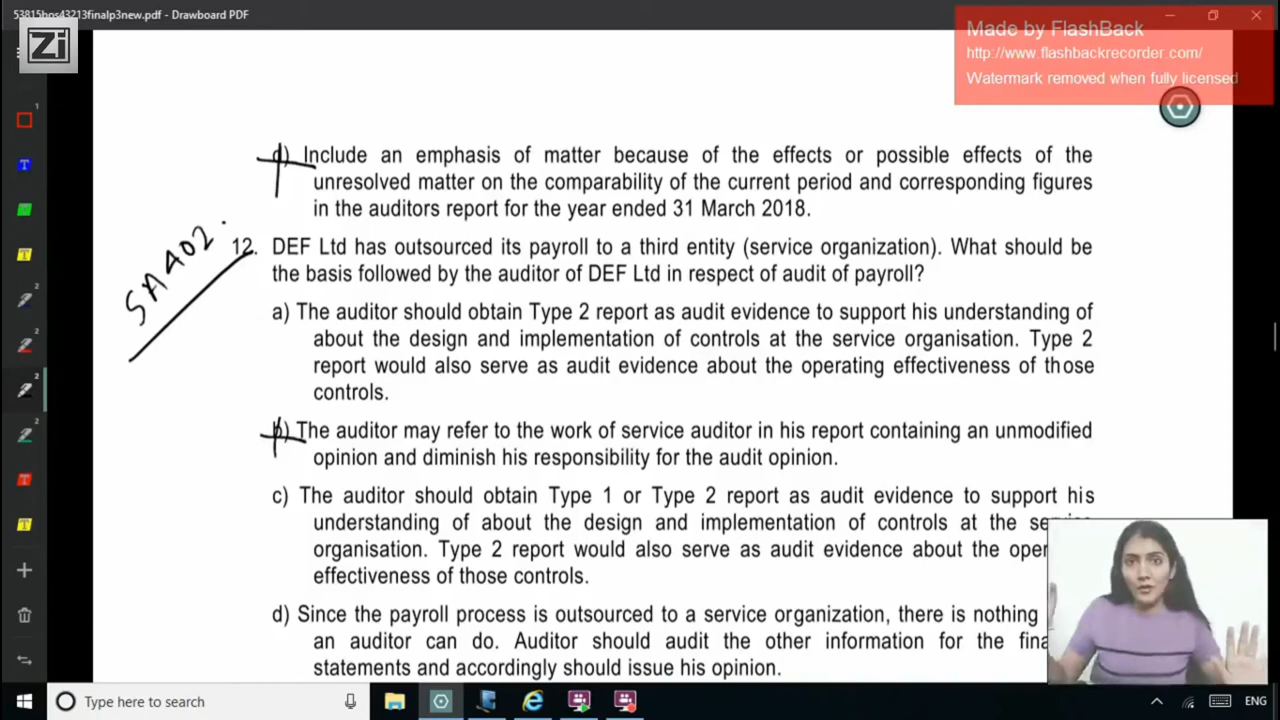 53815bos43213finalp3new.pdf - Drawboard PDF
Zi
Made by FlashBack
http://www.flashbackrecorder.com/
Watermark removed when fully licensed
d) Include an emphasis of matter because of the effects or possible effects of the
unresolved matter on the comparability of the current period and corresponding figures
in the auditors report for the year ended 31 March 2018.
SA 402
12. DEF Ltd has outsourced its payroll to a third entity (service organization). What should be
the basis followed by the auditor of DEF Ltd in respect of audit of payroll?
a) The auditor should obtain Type 2 report as audit evidence to support his understanding of
about the design and implementation of controls at the service organisation. Type 2
report would also serve as audit evidence about the operating effectiveness of those
controls.
b) The auditor may refer to the work of service auditor in his report containing an unmodified
opinion and diminish his responsibility for the audit opinion.
c) The auditor should obtain Type 1 or Type 2 report as audit evidence to support his
understanding of about the design and implementation of controls at the
organisation. Type 2 report would also serve as audit evidence about the
effectiveness of those controls.
d) Since the payroll process is outsourced to a service organization, there is nothing
an auditor can do. Auditor should audit the other information for the
statements and accordingly should issue his opinion.
Type here to search
ENG